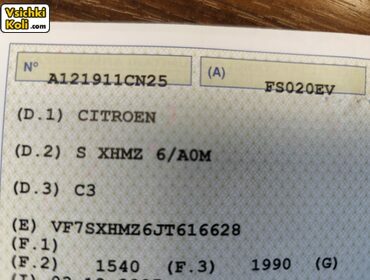 Vsichki
Koli .com
Nº A121911CN25 (A) FS020EV
(D.1) CITROEN
(D.2) S XHMZ 6/A0M
(D.3) C3
(E) VF7SXHMZ6JT616628
(F.1)
(F.2) 1540 (F.3) 1990 (G)